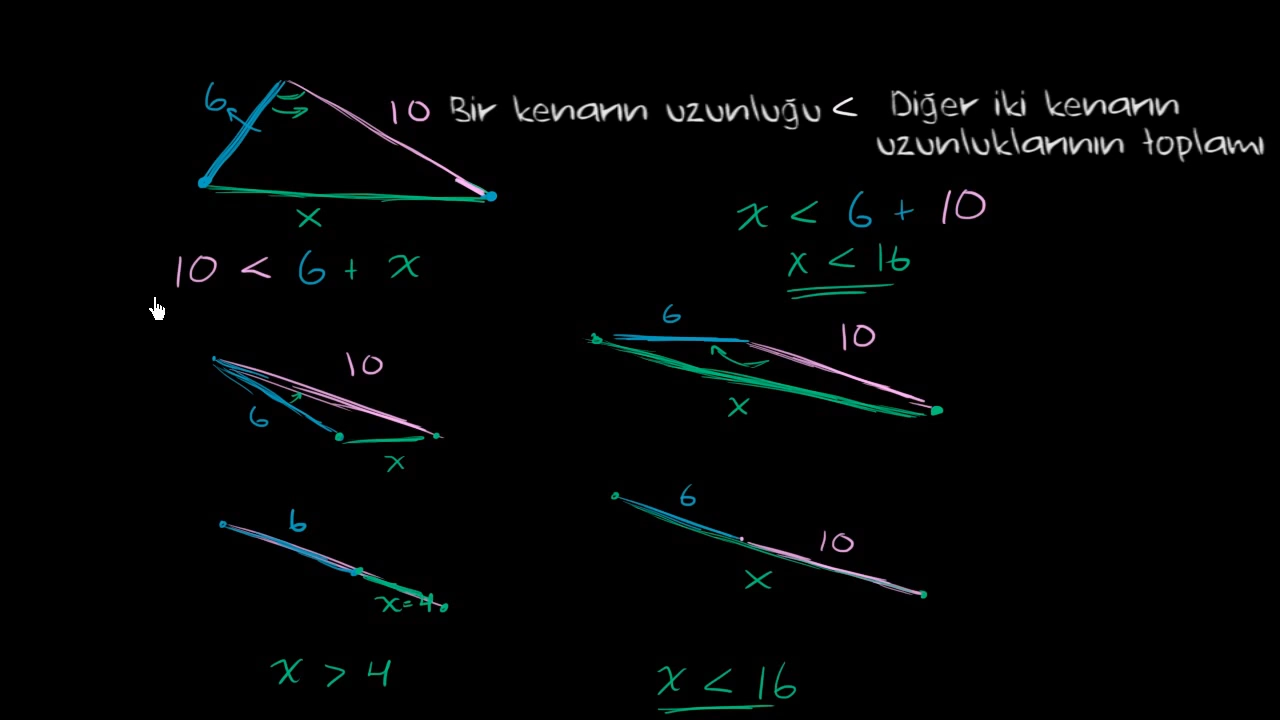 6
10
Bir kenarın uzunluğu < Diğer iki kenarın
uzunluklarının toplamı
x
x < 6 + 10
x < 16
10 < 6 + x
6
10
x
10
6
x
6
x=4
6
10
x
x > 4
x < 16